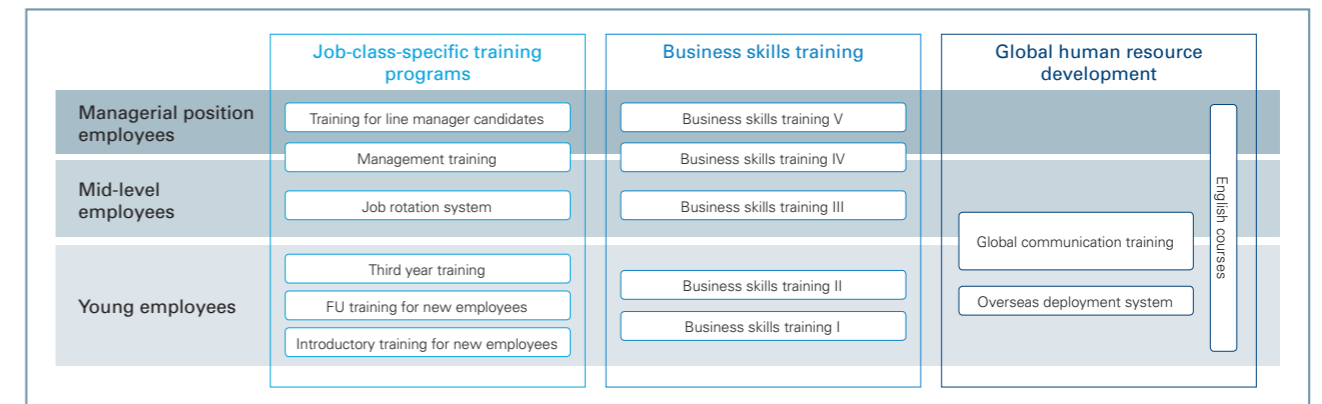 Job-class-specific training
programs
Business skills training
Global human resource
development
Managerial position
employees
Training for line manager candidates
Business skills training V
Management training
Business skills training IV
Mid-level
employees
Job rotation system
Business skills training III
Global communication training
English courses
Young employees
Third year training
FU training for new employees
Introductory training for new employees
Business skills training II
Business skills training I
Overseas deployment system